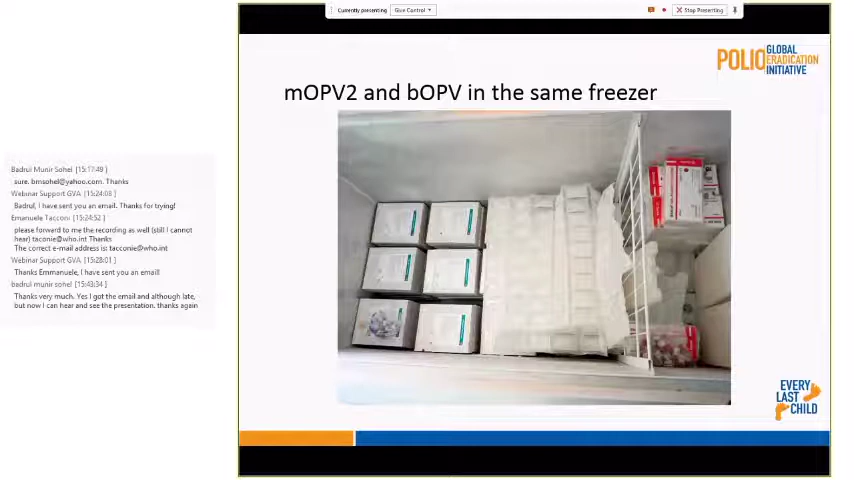 Currently presenting
Give Control
Stop Presenting
POLIO GLOBAL
ERADICATION
INITIATIVE
mOPV2 and bOPV in the same freezer
Badrul Munir Sohel [15:17:49 ]
sure. bmsohel@yahoo.com. Thanks
Webinar Support GVA [15:24:03 ]
Badrul, I have sent you an email. Thanks for trying!
Emanuele Tacconi [15:24:52 ]
please forward to me the recording as well (still I cannot
hear) taconie@who.int Thanks
The correct e-mail address is: tacconie@who.int
Webinar Support GVA [15:28:01 ]
Thanks Emmanuele, I have sent you an email!
badrul munir sohel [15:43:34 ]
Thanks very much. Yes I got the email and although late,
but now I can hear and see the presentation. thanks again
EVERY
LAST
CHILD